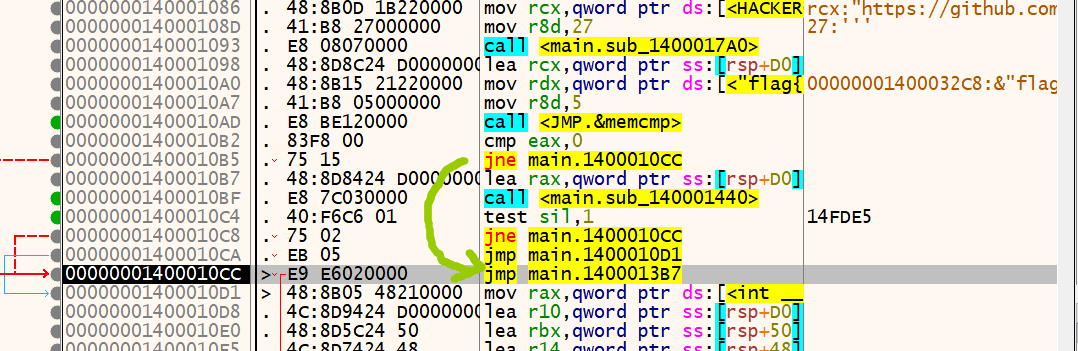 0000000140001086 . 48:8B0D 1B220000 mov rcx,qword ptr ds:[<HACKER rcx:"https://github.com
000000014000108D . 41:B8 27000000 mov r8d,27 27:'''
0000000140001093 . E8 08070000 call <main.sub_1400017A0>
0000000140001098 . 48:8D8C24 D0000000 lea rcx,qword ptr ss:[rsp+D0]
00000001400010A0 . 48:8B15 21220000 mov rdx,qword ptr ds:[<"flag{ 00000001400032C8:&"flag
00000001400010A7 . 41:B8 05000000 mov r8d,5
00000001400010AD . E8 BE120000 call <JMP.&memcmp>
00000001400010B2 . 83F8 00 cmp eax,0
00000001400010B5 . 75 15 jne main.1400010CC
00000001400010B7 . 48:8D8424 D0000000 lea rax,qword ptr ss:[rsp+D0]
00000001400010BF . E8 7C030000 call <main.sub_140001440>
00000001400010C4 . 40:F6C6 01 test sil,1 14FDE5
00000001400010C8 . 75 02 jne main.1400010CC
00000001400010CA . EB 05 jmp main.1400010D1
00000001400010CC > E9 E6020000 jmp main.1400013B7
00000001400010D1 > 48:8B05 48210000 mov rax,qword ptr ds:[<int __
00000001400010D8 . 4C:8D9424 D0000000 lea r10,qword ptr ss:[rsp+D0]
00000001400010E0 . 48:8D5C24 50 lea rbx,qword ptr ss:[rsp+50]
00000001400010E5 . 4C:8D7424 48 lea r14,qword ptr ss:[rsp+48]